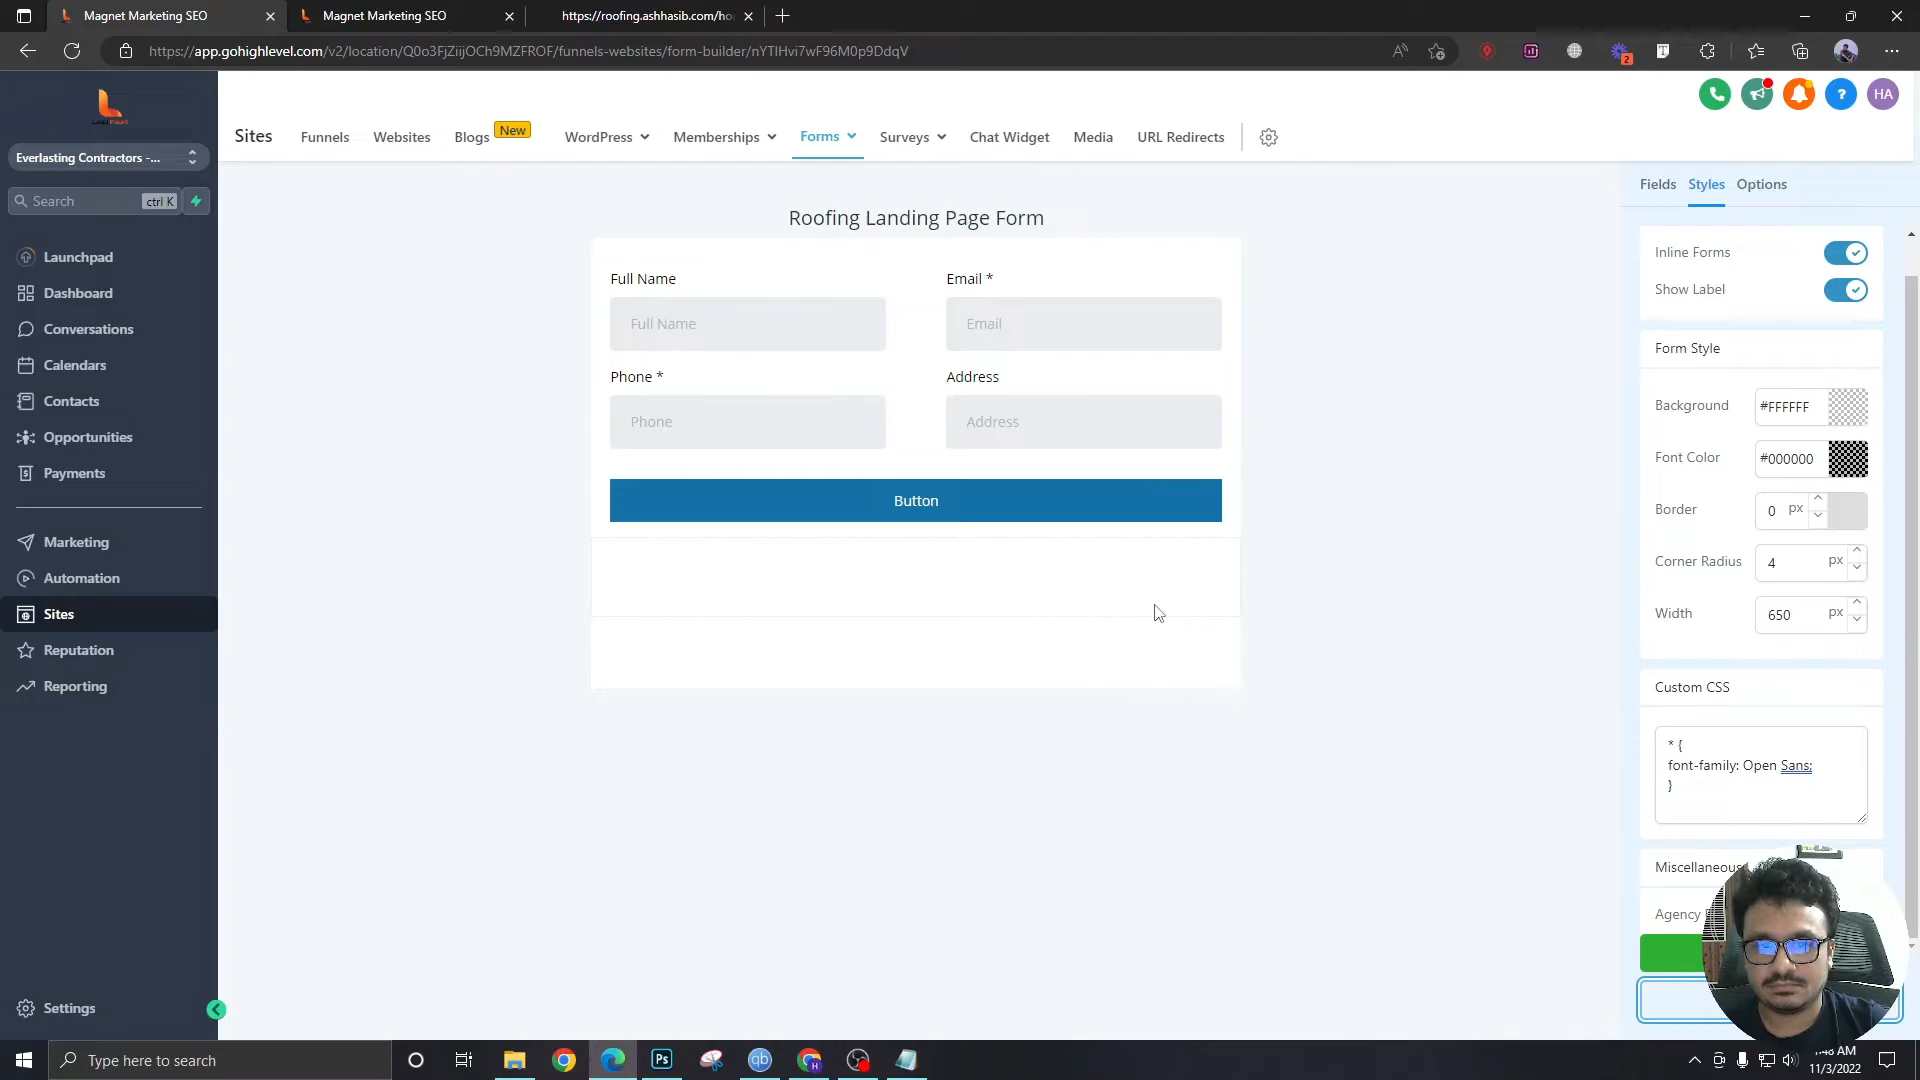 Magnet Marketing SEO
Magnet Marketing SEO
https://roofing.ashhasib.com/ho
https://app.gohighlevel.com/v2/location/Q0o3FjZiijOCh9MZFROF/funnels-websites/form-builder/nYTIHvi7wF96M0p9DdqV
2
HA
Sites
Funnels
Websites
Blogs
New
WordPress
Memberships
Forms
Surveys
Chat Widget
Media
URL Redirects
Everlasting Contractors -...
Search
ctrl K
Launchpad
Dashboard
Conversations
Calendars
Contacts
Opportunities
Payments
Marketing
Automation
Sites
Reputation
Reporting
Settings
Roofing Landing Page Form
Full Name
Email *
Full Name
Email
Phone *
Address
Phone
Address
Button
Fields
Styles
Options
Inline Forms
Show Label
Form Style
Background
#FFFFFF
Font Color
#000000
Border
0 px
Corner Radius
4 px
Width
650 px
Custom CSS
* {
font-family: Open Sans;
}
Miscellaneous
Agency
Type here to search
Ps
qb
11/3/2022